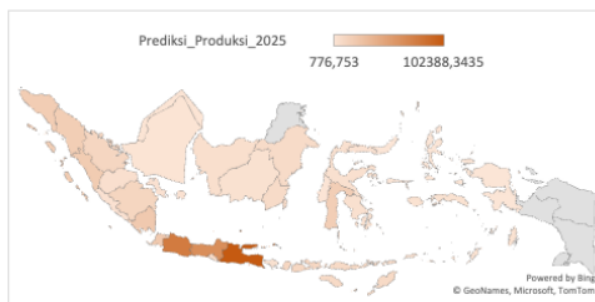 Prediksi_Produksi_2025
776,753 102388,3435
Powered by Bing
© GeoNames, Microsoft, TomTom